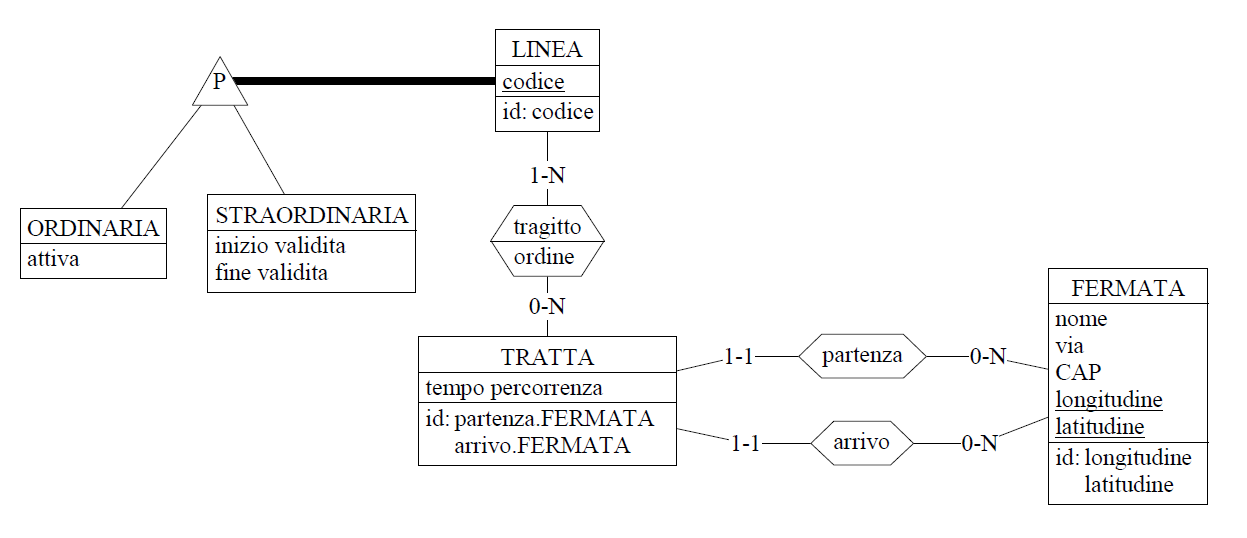 LINEA
codice
id: codice
P
1-N
ORDINARIA
attiva
STRAORDINARIA
inizio validita
fine validita
tragitto
ordine
0-N
TRATTA
tempo percorrenza
id: partenza.FERMATA
arrivo.FERMATA
1-1
partenza
0-N
1-1
arrivo
0-N
FERMATA
nome
via
CAP
longitudine
latitudine
id: longitudine
latitudine